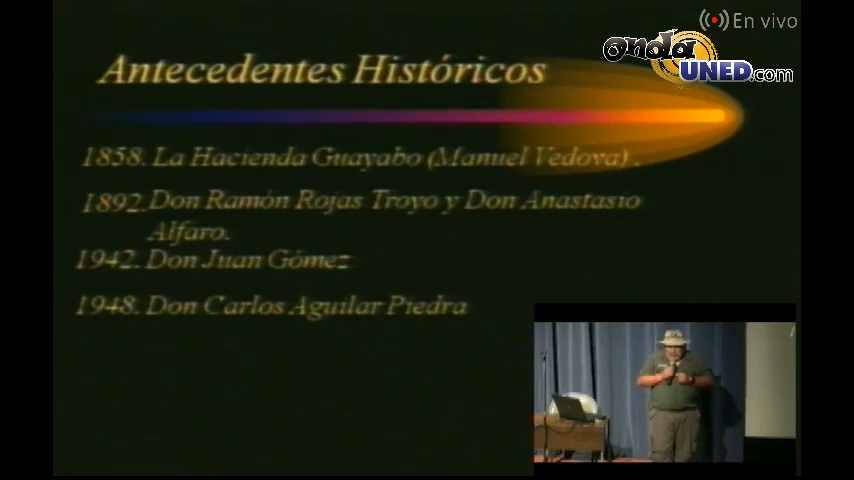 En vivo
onda
UNED.com
Antecedentes Históricos
1858. La Hacienda Guayabo (Manuel Vedova) .
1892. Don Ramón Rojas Troyo y Don Anastasio
Alfaro.
1942. Don Juan Gómez
1948. Don Carlos Aguilar Piedra